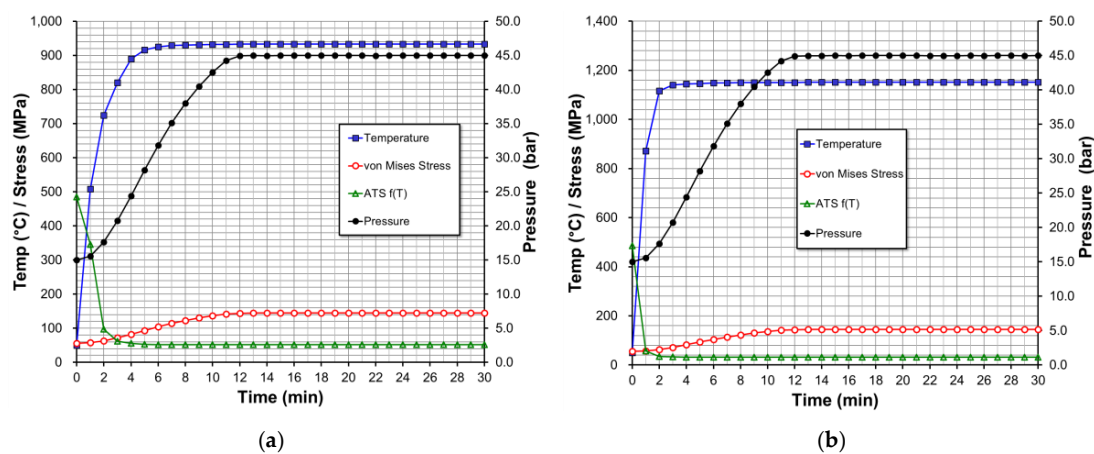 1,000
900
800
700
600
500
400
300
200
100
0
Temp (°C) / Stress (MPa)
50.0
45.0
40.0
35.0
30.0
25.0
20.0
15.0
10.0
5.0
0.0
Pressure (bar)
Temperature
von Mises Stress
ATS f(T)
Pressure
0 2 4 6 8 10 12 14 16 18 20 22 24 26 28 30
Time (min)
(a)
1,400
1,200
1,000
800
600
400
200
0
Temp (°C) / Stress (MPa)
50.0
45.0
40.0
35.0
30.0
25.0
20.0
15.0
10.0
5.0
0.0
Pressure (bar)
Temperature
von Mises Stress
ATS f(T)
Pressure
0 2 4 6 8 10 12 14 16 18 20 22 24 26 28 30
Time (min)
(b)